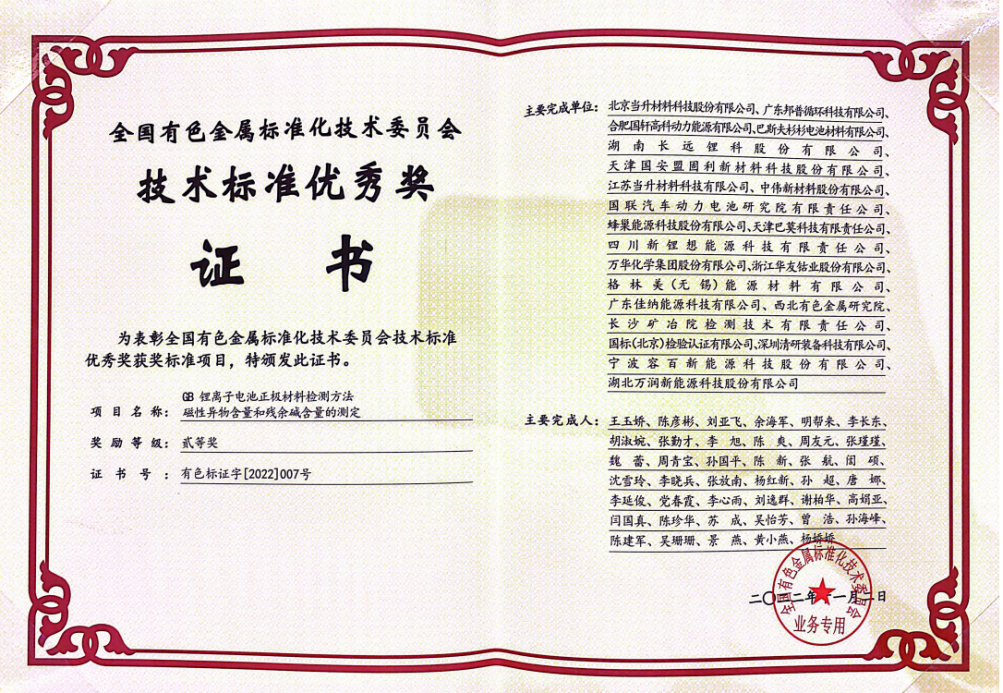 全国有色金属标准化技术委员会
技术标准优秀奖
证 书
为表彰全国有色金属标准化技术委员会技术标准
优秀奖获奖标准项目，特颁发此证书。
GB 锂离子电池正极材料检测方法
项目名称： 磁性异物含量和残余碱含量的测定
奖励等级： 贰等奖
证书号： 有色标证字[2022]007号
主要完成单位： 北京当升材料科技股份有限公司、广东邦普循环科技有限公司、
合肥国轩高科动力能源有限公司、巴斯夫杉杉电池材料有限公司、
湖南长远锂科股份有限公司、
天津国安盟固利新材料科技股份有限公司、
江苏当升材料科技有限公司、中伟新材料股份有限公司、
国联汽车动力电池研究院有限责任公司、
蜂巢能源科技股份有限公司、天津巴莫科技有限责任公司、
四川新锂想能源科技有限责任公司、
万华化学集团股份有限公司、浙江华友钴业股份有限公司、
格林美（无锡）能源材料有限公司、
广东佳纳能源科技有限公司、西北有色金属研究院、
长沙矿冶院检测技术有限责任公司、
国标（北京）检验认证有限公司、深圳清研装备科技有限公司、
宁波容百新能源科技股份有限公司、
湖北万润新能源科技股份有限公司
主要完成人： 王玉娇、陈彦彬、刘亚飞、余海军、明帮来、李长东、
胡淑婉、张勤才、李 旭、陈 爽、周友元、张瑾瑾、
魏 蕾、周青宝、孙国平、陈 新、张 航、闾 硕、
沈雪玲、李晓兵、张放南、杨红新、孙 超、唐 娜、
李延俊、党春霞、李心雨、刘逸群、谢柏华、高娟亚、
闫国真、陈珍华、苏 成、吴怡芳、曾 浩、孙海峰、
陈建军、吴珊珊、景 燕、黄小燕、杨娇娇
二〇二二年十一月二日
全国有色金属标准化技术委员会
业务专用